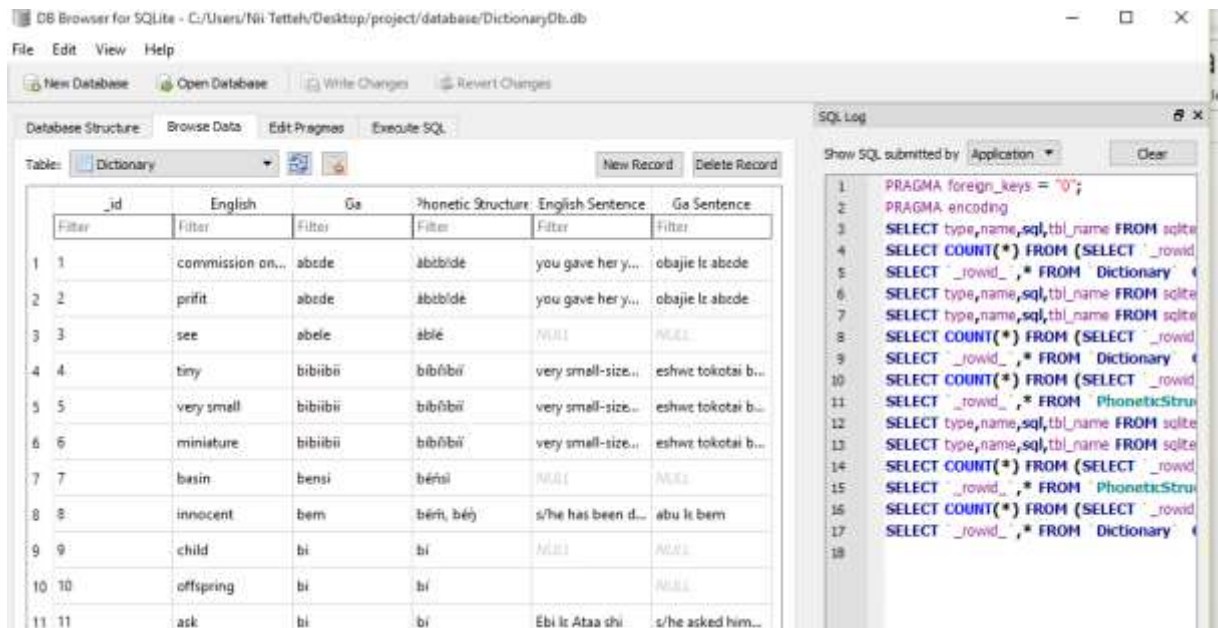 DB Browser for SQLite - C:/Users/Nii Tetteh/Desktop/project/database/DictionaryDb.db
File Edit View Help
New Database Open Database Write Changes Revert Changes
Database Structure Browse Data Edit Pragmas Execute SQL
Table: Dictionary New Record Delete Record
_id English Ga Phonetic Structure English Sentence Ga Sentence
Filter Filter Filter Filter Filter Filter
1 1 commission on... abɛde you gave her y... obajie lɛ abɛde
2 2 prifit abɛde you gave her y... obajie lɛ abɛde
3 3 see abele NULL NULL
4 4 tiny bibiibii very small-size... eshwɛ tokotai b...
5 5 very small bibiibii very small-size... eshwɛ tokotai b...
6 6 miniature bibiibii very small-size... eshwɛ tokotai b...
7 7 basin bensi NULL NULL
8 8 innocent bem s/he has been d... abu lɛ bem
9 9 child bi bí NULL NULL
10 10 offspring bi bí NULL
11 11 ask bi bí Ebi lɛ Ataa shi s/he asked him...
SQL Log
Show SQL submitted by Application Clear
1 PRAGMA foreign_keys = "0";
2 PRAGMA encoding
3 SELECT type,name,sql,tbl_name FROM sqlite
4 SELECT COUNT(*) FROM (SELECT `_rowid_
5 SELECT `_rowid_`,* FROM `Dictionary`
6 SELECT type,name,sql,tbl_name FROM sqlite
7 SELECT type,name,sql,tbl_name FROM sqlite
8 SELECT COUNT(*) FROM (SELECT `_rowid_
9 SELECT `_rowid_`,* FROM `Dictionary`
10 SELECT COUNT(*) FROM (SELECT `_rowid_
11 SELECT `_rowid_`,* FROM `PhoneticStru
12 SELECT type,name,sql,tbl_name FROM sqlite
13 SELECT type,name,sql,tbl_name FROM sqlite
14 SELECT COUNT(*) FROM (SELECT `_rowid_
15 SELECT `_rowid_`,* FROM `PhoneticStru
16 SELECT COUNT(*) FROM (SELECT `_rowid_
17 SELECT `_rowid_`,* FROM `Dictionary`
18